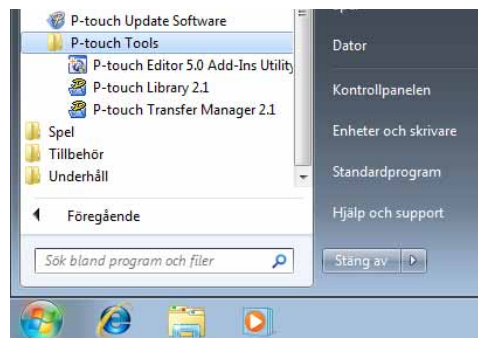 P-touch Update Software
P-touch Tools
P-touch Editor 5.0 Add-Ins Utility
P-touch Library 2.1
P-touch Transfer Manager 2.1
Spel
Tillbehör
Underhåll
Föregående
Sök bland program och filer
Dator
Kontrollpanelen
Enheter och skrivare
Standardprogram
Hjälp och support
Stäng av